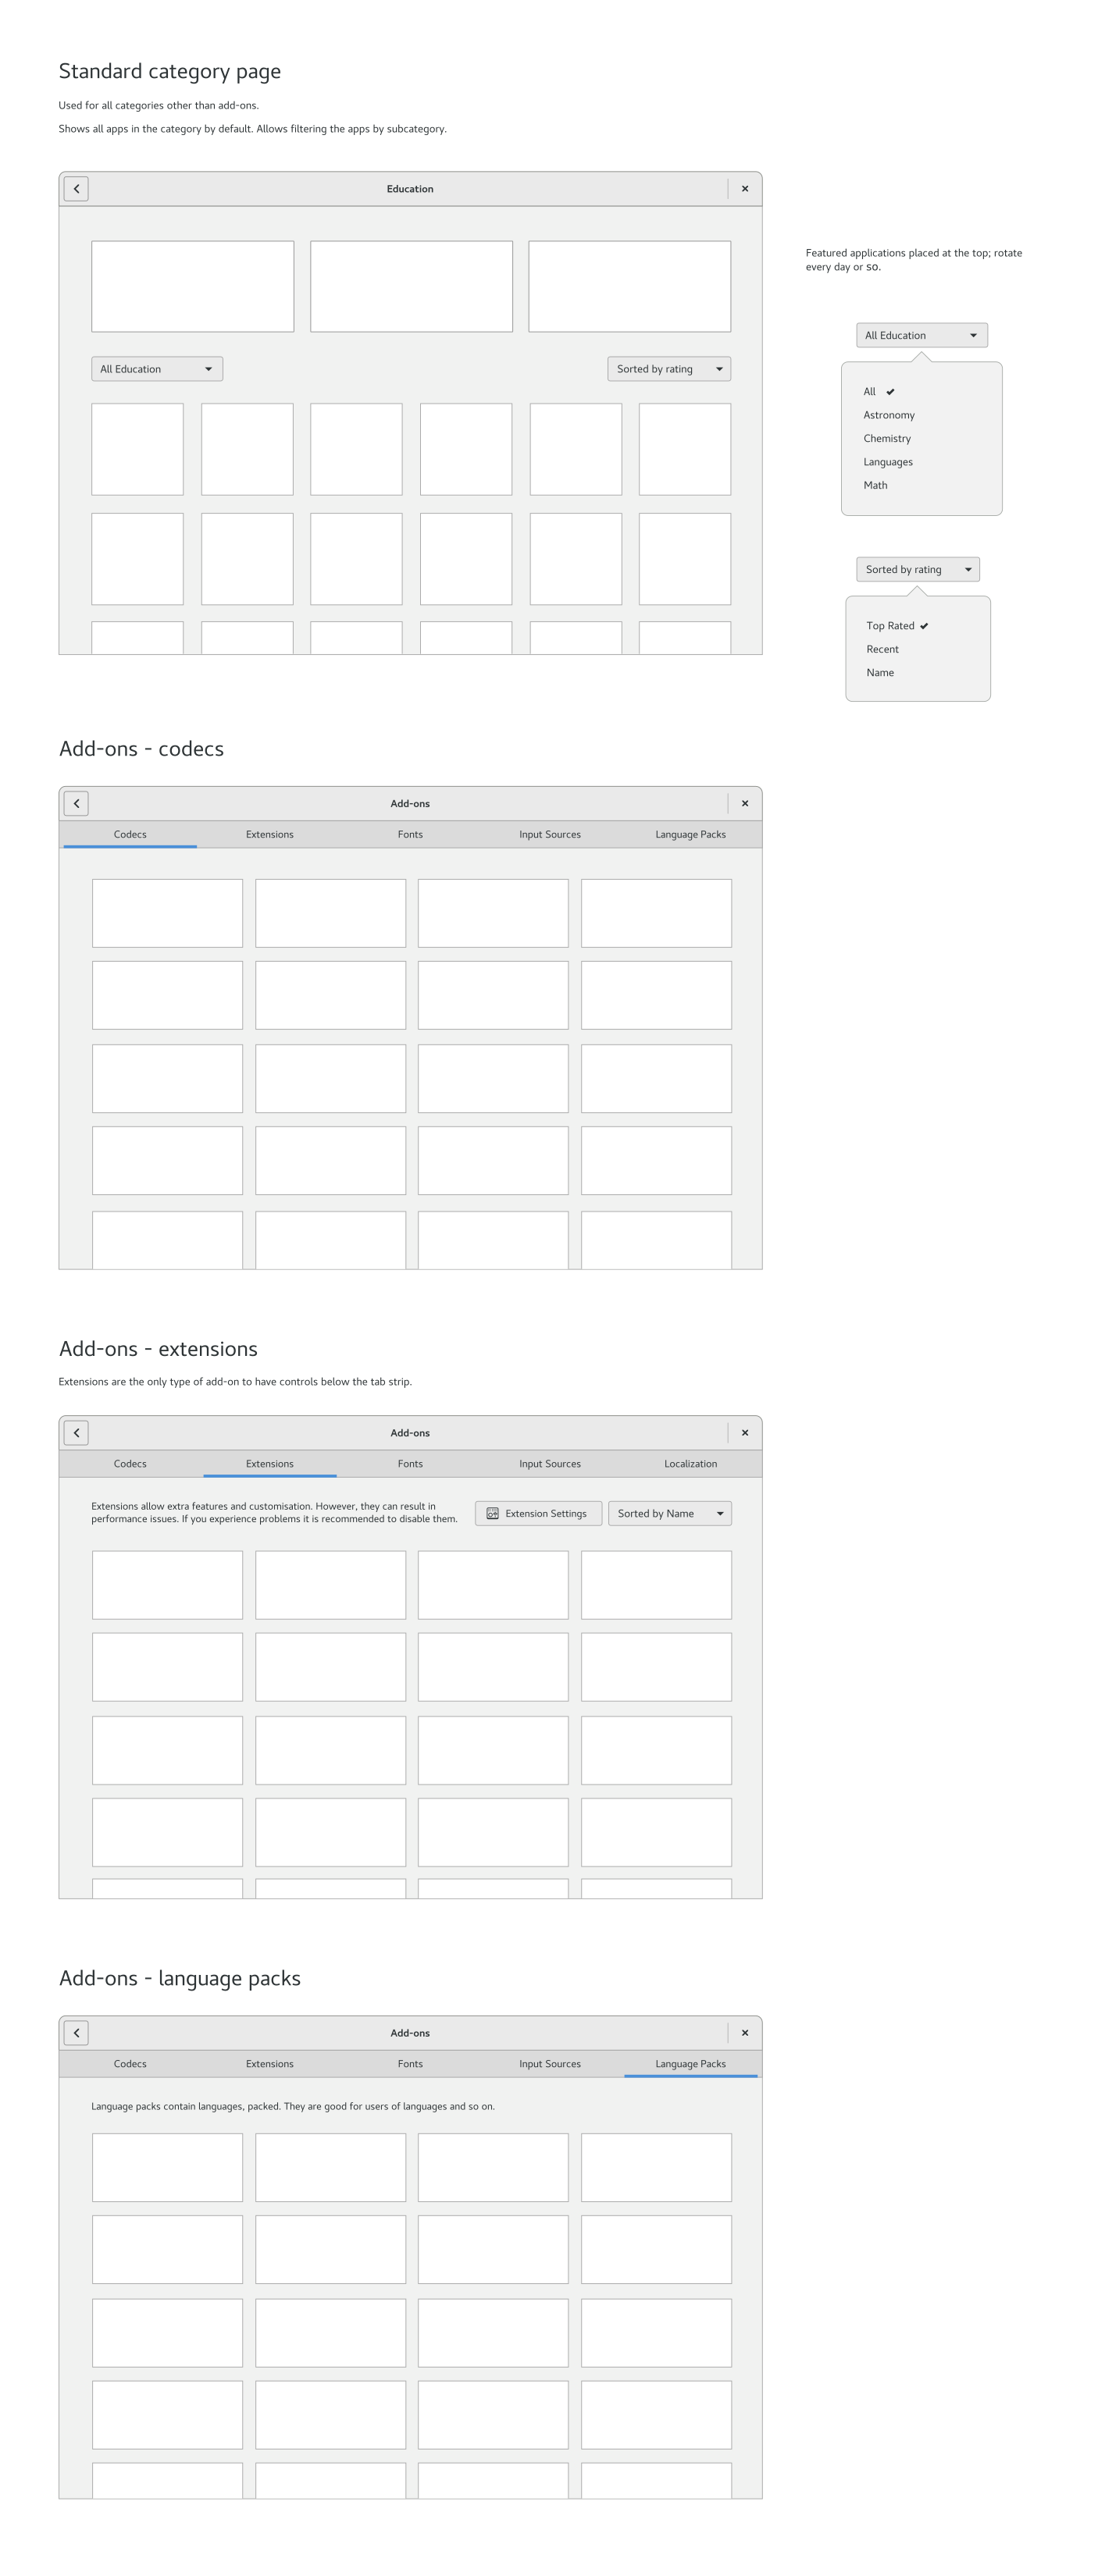 Standard category page
Used for all categories other than add-ons.
Shows all apps in the category by default. Allows filtering the apps by subcategory.
Education
Featured applications placed at the top; rotate
every day or so.
All Education
Sorted by rating
All Education
All
Astronomy
Chemistry
Languages
Math
Sorted by rating
Top Rated
Recent
Name
Add-ons - codecs
Add-ons
Codecs
Extensions
Fonts
Input Sources
Language Packs
Add-ons - extensions
Extensions are the only type of add-on to have controls below the tab strip.
Add-ons
Codecs
Extensions
Fonts
Input Sources
Localization
Extensions allow extra features and customisation. However, they can result in
performance issues. If you experience problems it is recommended to disable them.
Extension Settings
Sorted by Name
Add-ons - language packs
Add-ons
Codecs
Extensions
Fonts
Input Sources
Language Packs
Language packs contain languages, packed. They are good for users of languages and so on.